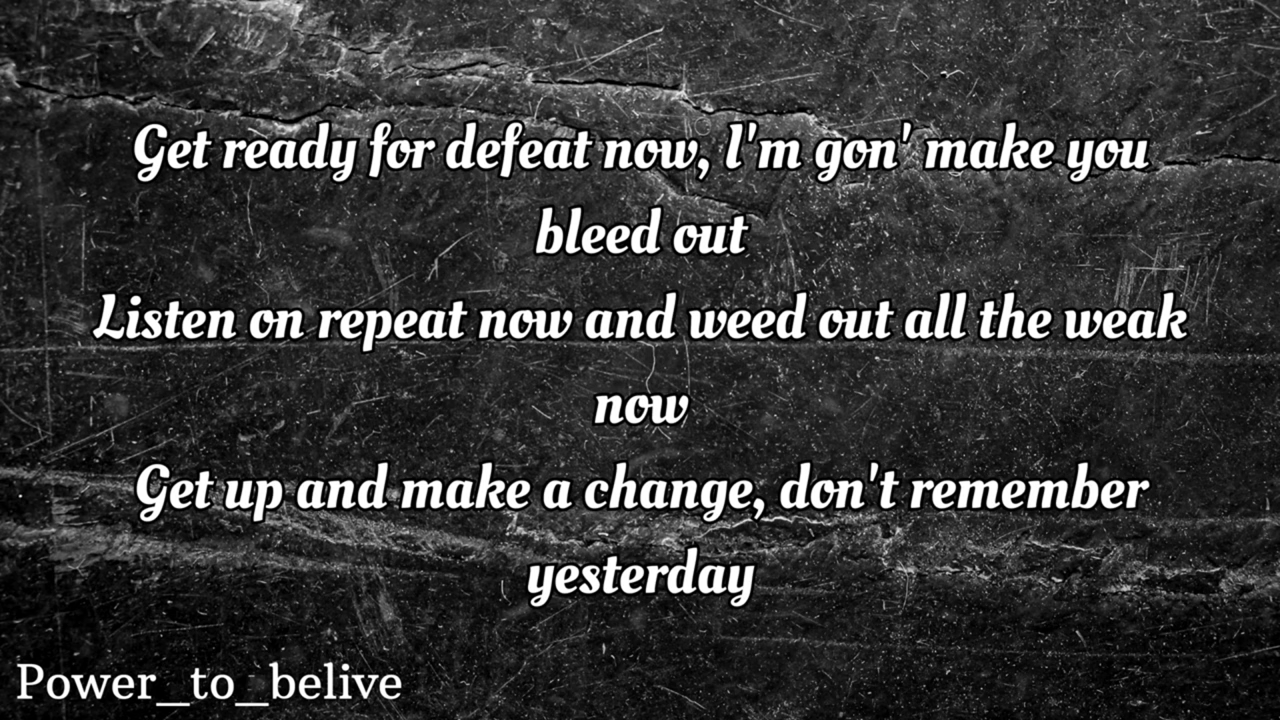 Get ready for defeat now, I'm gon' make you
bleed out
Listen on repeat now and weed out all the weak
now
Get up and make a change, don't remember
yesterday
Power_to_belive